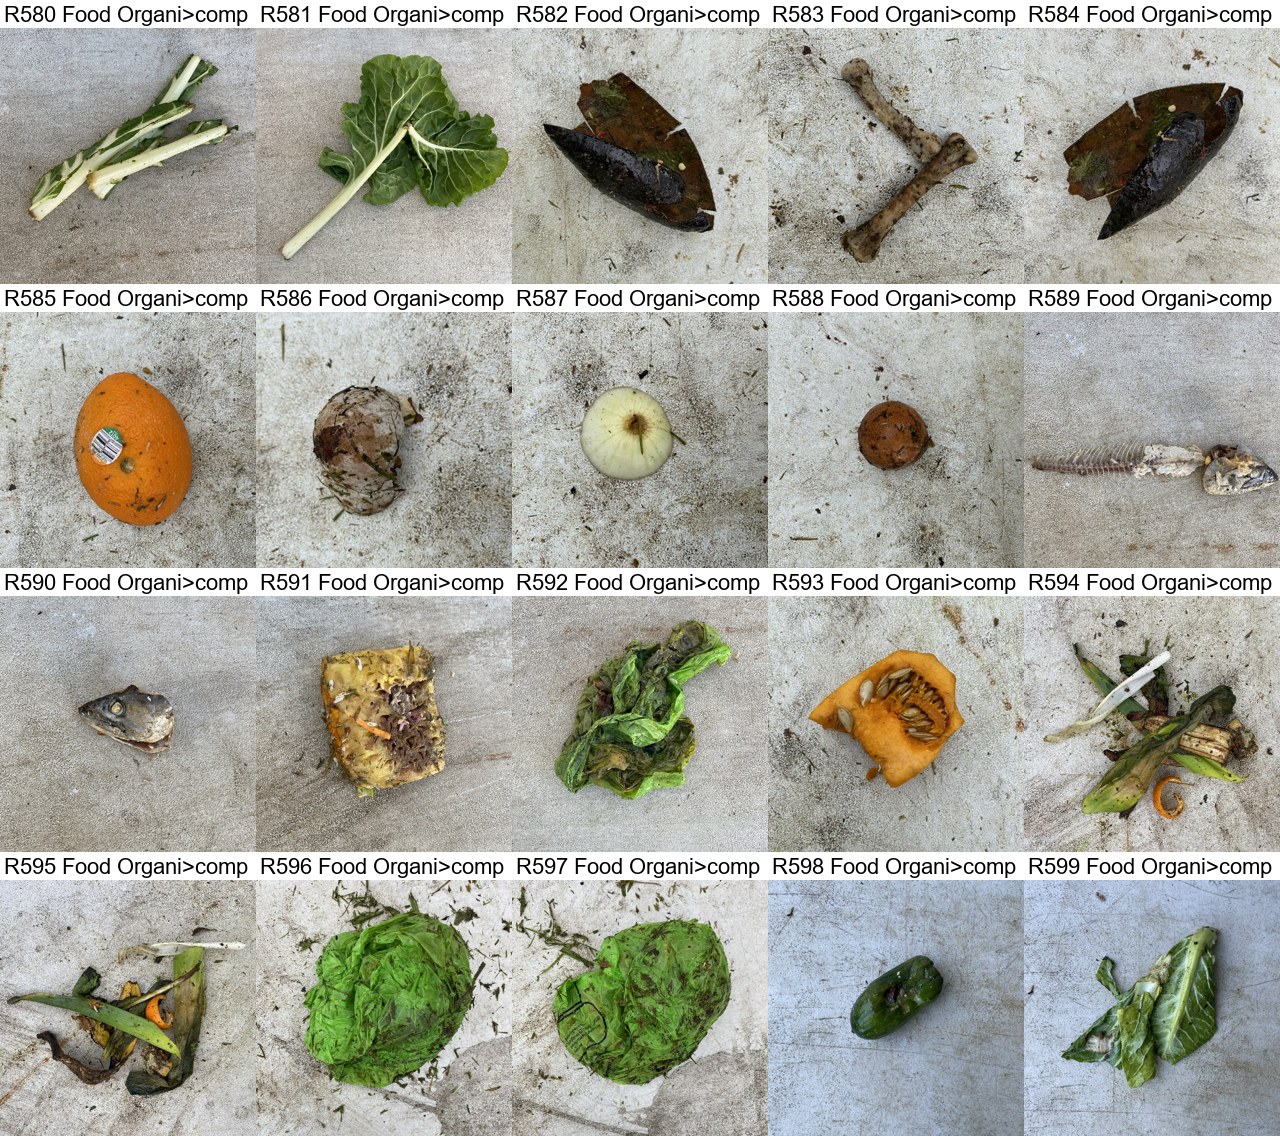 R580 Food Organi>comp
R581 Food Organi>comp
R582 Food Organi>comp
R583 Food Organi>comp
R584 Food Organi>comp
R585 Food Organi>comp
R586 Food Organi>comp
R587 Food Organi>comp
R588 Food Organi>comp
R589 Food Organi>comp
R590 Food Organi>comp
R591 Food Organi>comp
R592 Food Organi>comp
R593 Food Organi>comp
R594 Food Organi>comp
R595 Food Organi>comp
R596 Food Organi>comp
R597 Food Organi>comp
R598 Food Organi>comp
R599 Food Organi>comp